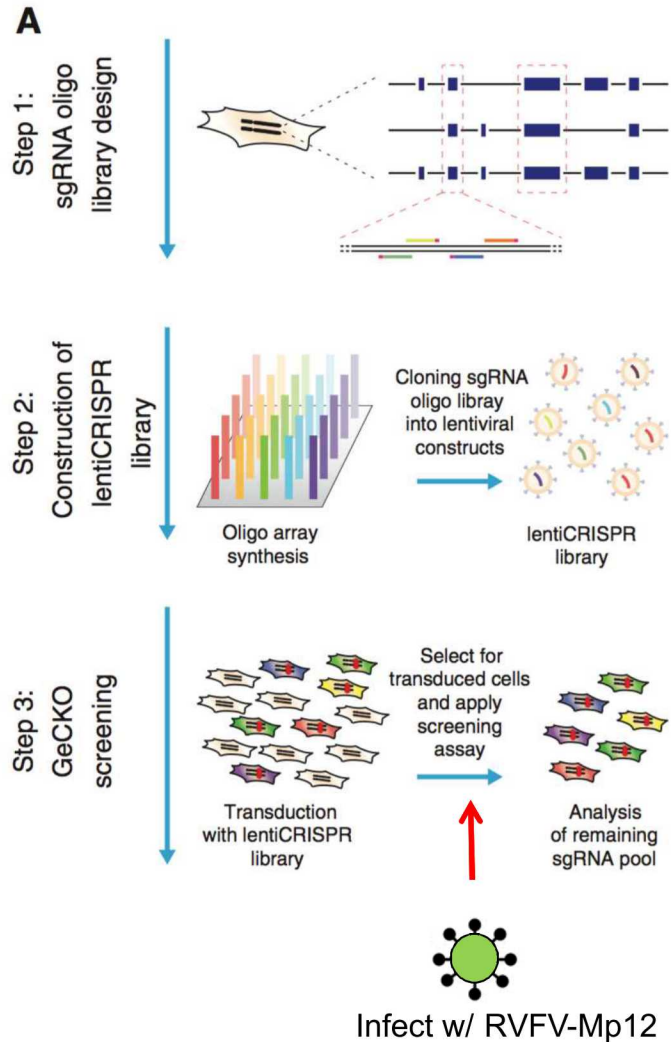 A
Step 1:
sgRNA oligo
library design
Step 2:
Construction of
lentiCRISPR
library
Oligo array
synthesis
Cloning sgRNA
oligo libray
into lentiviral
constructs
lentiCRISPR
library
Step 3:
GeCKO
screening
Transduction
with lentiCRISPR
library
Select for
transduced cells
and apply
screening
assay
Analysis
of remaining
sgRNA pool
Infect w/ RVFV-Mp12